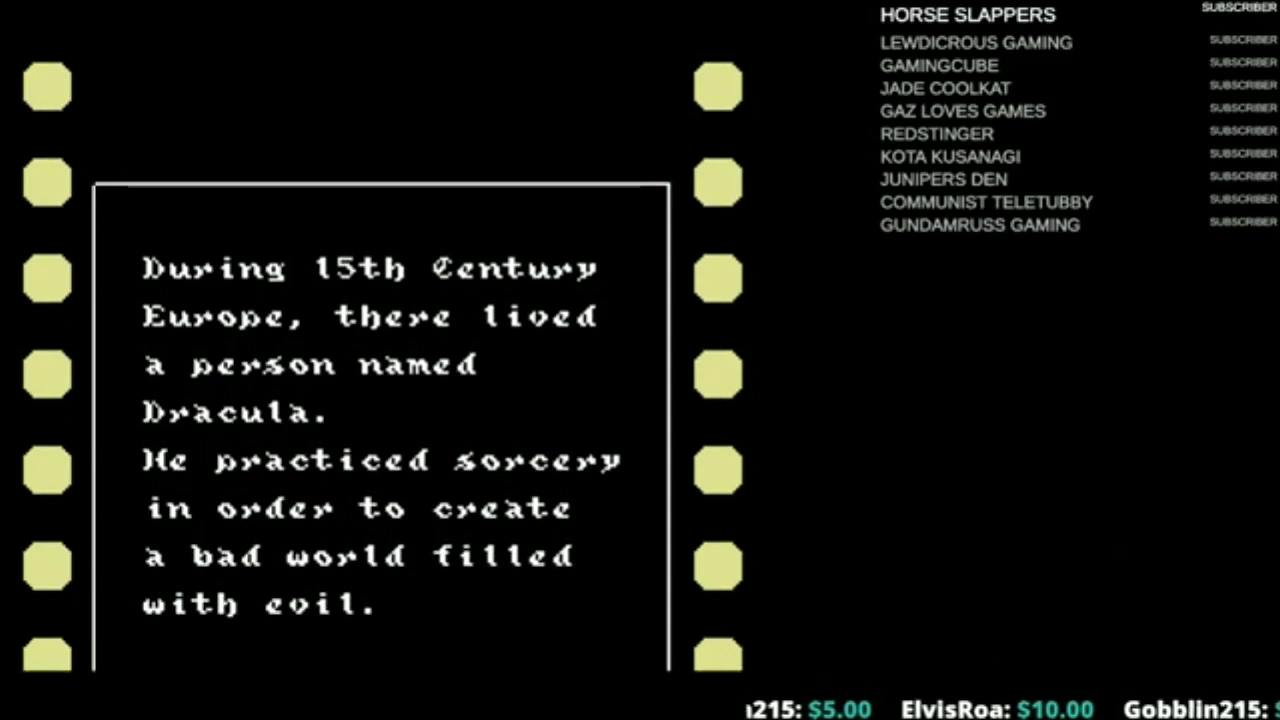 HORSE SLAPPERS SUBSCRIBER
LEWDICROUS GAMING SUBSCRIBER
GAMINGCUBE SUBSCRIBER
JADE COOLKAT SUBSCRIBER
GAZ LOVES GAMES SUBSCRIBER
REDSTINGER SUBSCRIBER
KOTA KUSANAGI SUBSCRIBER
JUNIPERS DEN SUBSCRIBER
COMMUNIST TELETUBBY SUBSCRIBER
GUNDAMRUSS GAMING SUBSCRIBER
During 15th Century
Europe, there lived
a person named
Dracula.
He practiced sorcery
in order to create
a bad world filled
with evil.
215: $5.00 ElvisRoa: $10.00 Gobblin215: